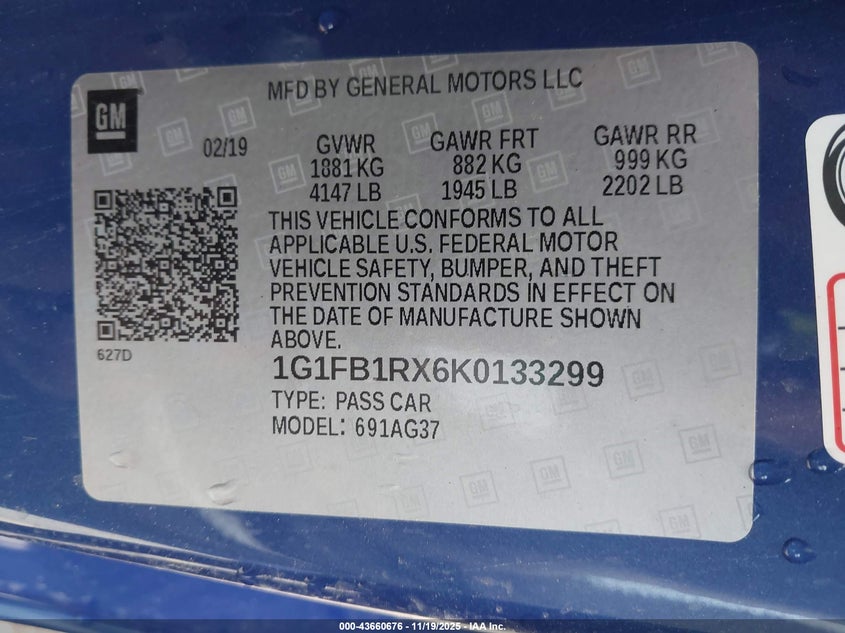 MFD BY GENERAL MOTORS LLC
GM
02/19
GVWR GAWR FRT GAWR RR
1881 KG 882 KG 999 KG
4147 LB 1945 LB 2202 LB
THIS VEHICLE CONFORMS TO ALL
APPLICABLE U.S. FEDERAL MOTOR
VEHICLE SAFETY, BUMPER, AND THEFT
PREVENTION STANDARDS IN EFFECT ON
THE DATE OF MANUFACTURE SHOWN
ABOVE.
627D
1G1FB1RX6K0133299
TYPE: PASS CAR
MODEL: 691AG37
000-43660676 - 11/19/2025 - IAA Inc.